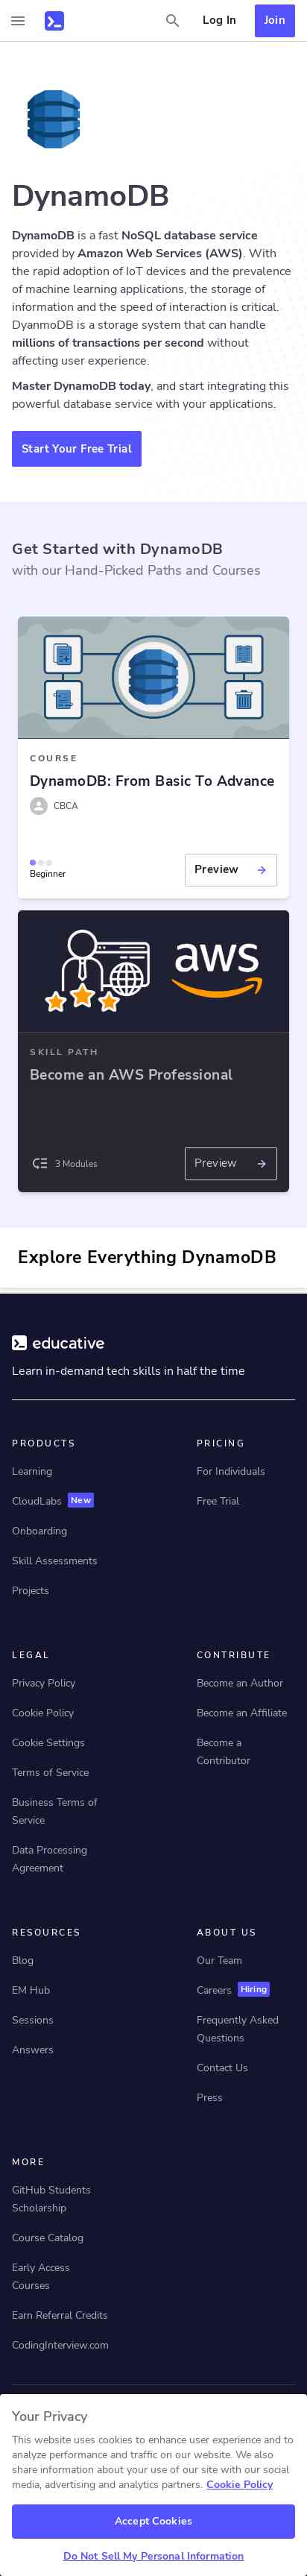 Log In
Join
DynamoDB
DynamoDB is a fast NoSQL database service
provided by Amazon Web Services (AWS). With
the rapid adoption of IoT devices and the prevalence
of machine learning applications, the storage of
information and the speed of interaction is critical.
DyanmoDB is a storage system that can handle
millions of transactions per second without
affecting user experience.
Master DynamoDB today, and start integrating this
powerful database service with your applications.
Start Your Free Trial
Get Started with DynamoDB
with our Hand-Picked Paths and Courses
COURSE
DynamoDB: From Basic To Advance
CBCA
Beginner
Preview
aws
SKILL PATH
Become an AWS Professional
3 Modules
Preview
Explore Everything DynamoDB
educative
Learn in-demand tech skills in half the time
PRODUCTS
Learning
CloudLabs New
Onboarding
Skill Assessments
Projects
PRICING
For Individuals
Free Trial
LEGAL
Privacy Policy
Cookie Policy
Cookie Settings
Terms of Service
Business Terms of
Service
Data Processing
Agreement
CONTRIBUTE
Become an Author
Become an Affiliate
Become a
Contributor
RESOURCES
Blog
EM Hub
Sessions
Answers
ABOUT US
Our Team
Careers Hiring
Frequently Asked
Questions
Contact Us
Press
MORE
GitHub Students
Scholarship
Course Catalog
Early Access
Courses
Earn Referral Credits
CodingInterview.com
Your Privacy
This website uses cookies to enhance user experience and to
analyze performance and traffic on our website. We also
share information about your use of our site with our social
media, advertising and analytics partners. Cookie Policy
Accept Cookies
Do Not Sell My Personal Information